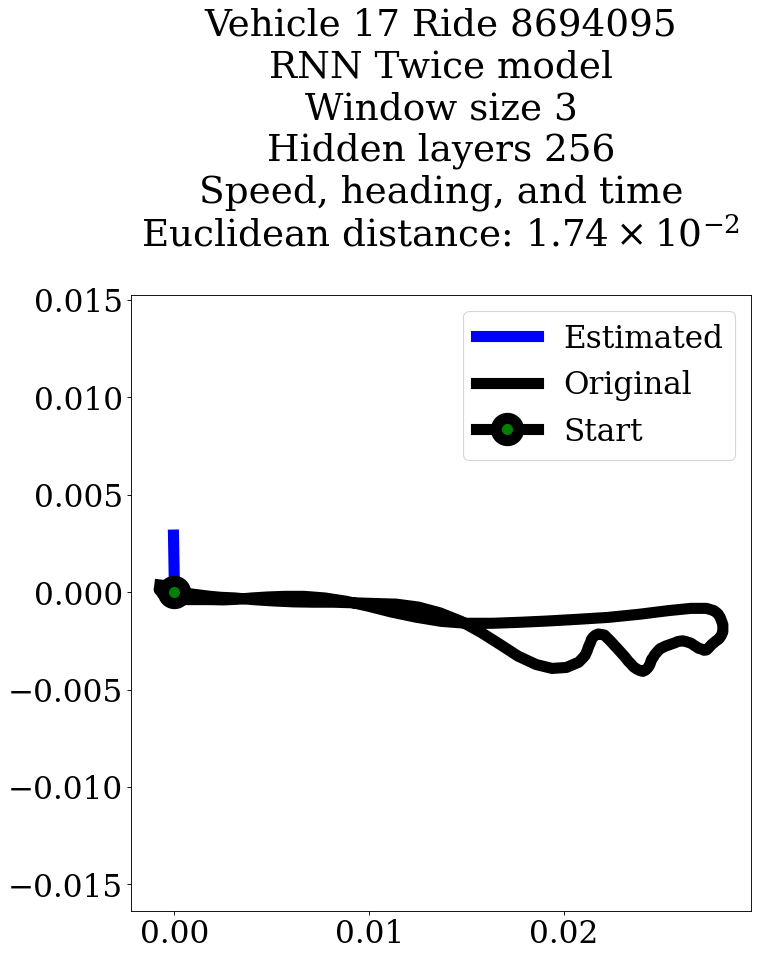 Vehicle 17 Ride 8694095
RNN Twice model
Window size 3
Hidden layers 256
Speed, heading, and time
Euclidean distance: 1.74 × 10⁻²
0.015
0.010
0.005
0.000
−0.005
−0.010
−0.015
Estimated
Original
Start
0.00 0.01 0.02